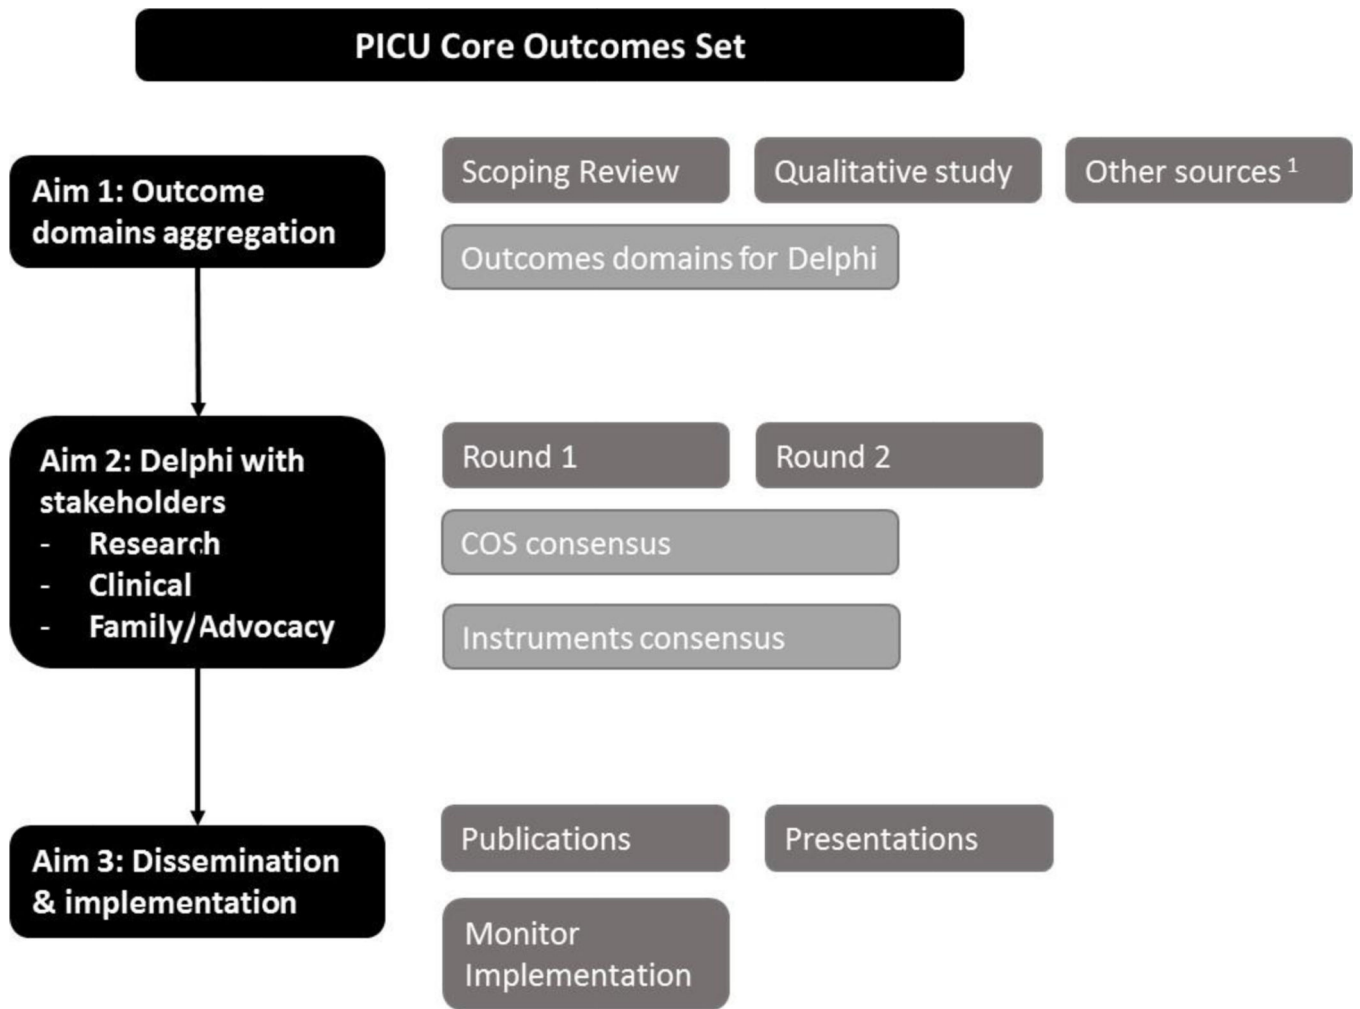 PICU Core Outcomes Set
Aim 1: Outcome
domains aggregation
Scoping Review
Qualitative study
Other sources 1
Outcomes domains for Delphi
Aim 2: Delphi with
stakeholders
- Research
- Clinical
- Family/Advocacy
Round 1
Round 2
COS consensus
Instruments consensus
Aim 3: Dissemination
& implementation
Publications
Presentations
Monitor
Implementation